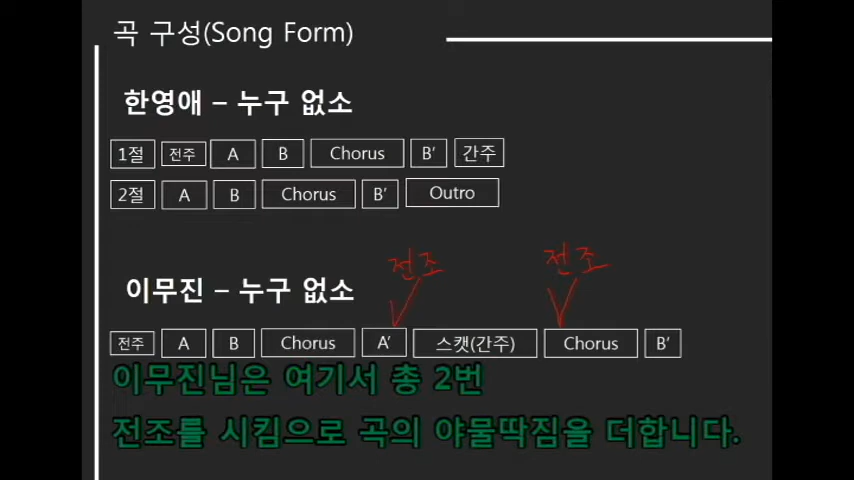 곡 구성(Song Form)
한영애 – 누구 없소
1절 전주 A B Chorus B′ 간주
2절 A B Chorus B′ Outro
전조 전조
이무진 – 누구 없소
전주 A B Chorus A′ 스캣(간주) Chorus B′
이무진님은 여기서 총 2번
전조를 시킴으로 곡의 야물딱짐을 더합니다.